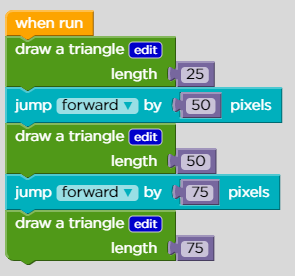 when run
draw a triangle edit
length 25
jump forward ▼ by 50 pixels
draw a triangle edit
length 50
jump forward ▼ by 75 pixels
draw a triangle edit
length 75